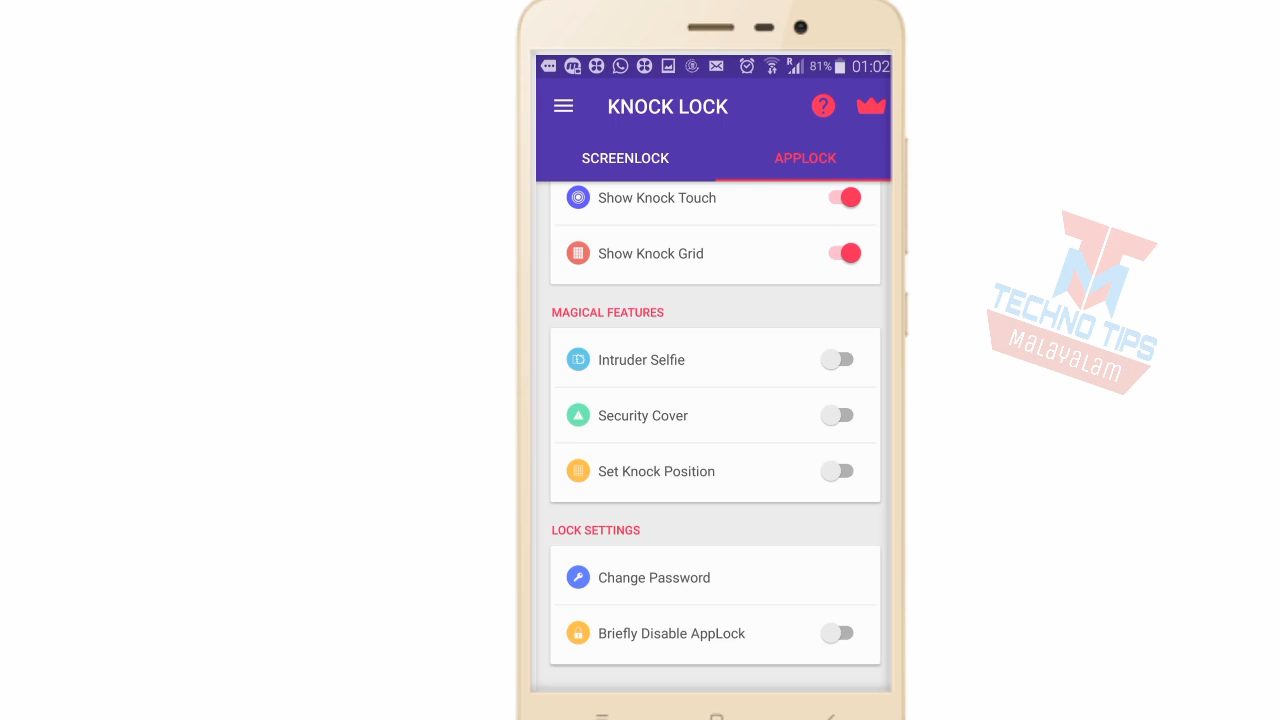 R
81%
01:02
KNOCK LOCK
?
SCREENLOCK
APPLOCK
Show Knock Touch
Show Knock Grid
MAGICAL FEATURES
Intruder Selfie
Security Cover
Set Knock Position
LOCK SETTINGS
Change Password
Briefly Disable AppLock
TMT
TECHNO TIPS
Malayalam